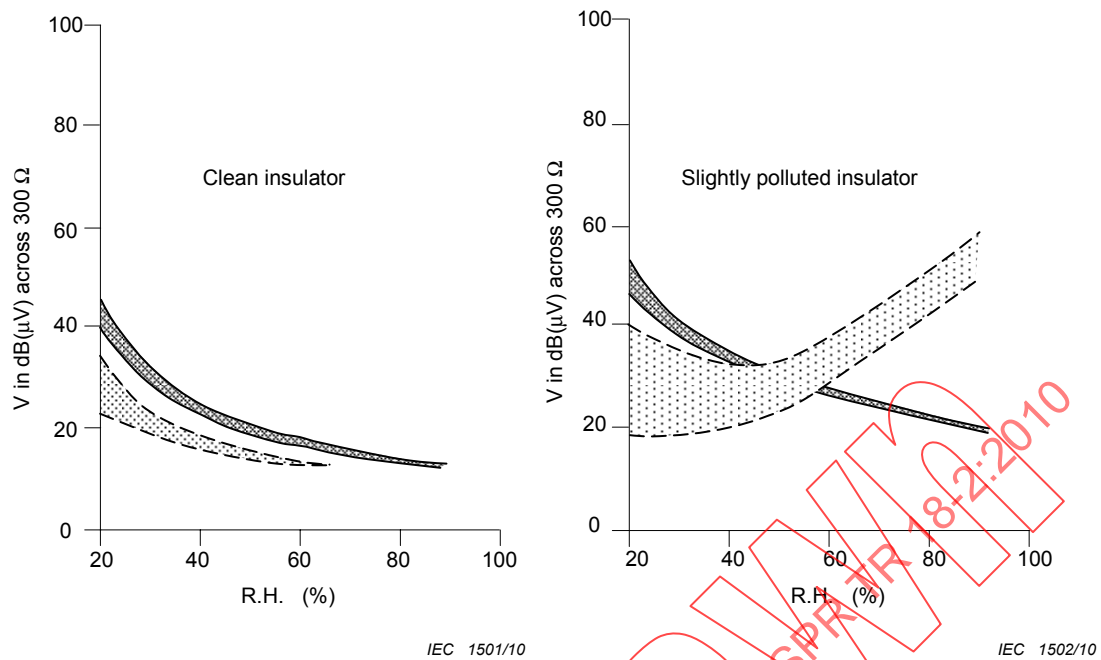 100
80
60
40
20
0
V in dB(μV) across 300 Ω
Clean insulator
20 40 60 80 100
R.H. (%)
IEC 1501/10
100
80
60
40
20
0
V in dB(μV) across 300 Ω
Slightly polluted insulator
20 40 60 80 100
R.H. (%)
IEC 1502/10
SPR TR 18-2:2010